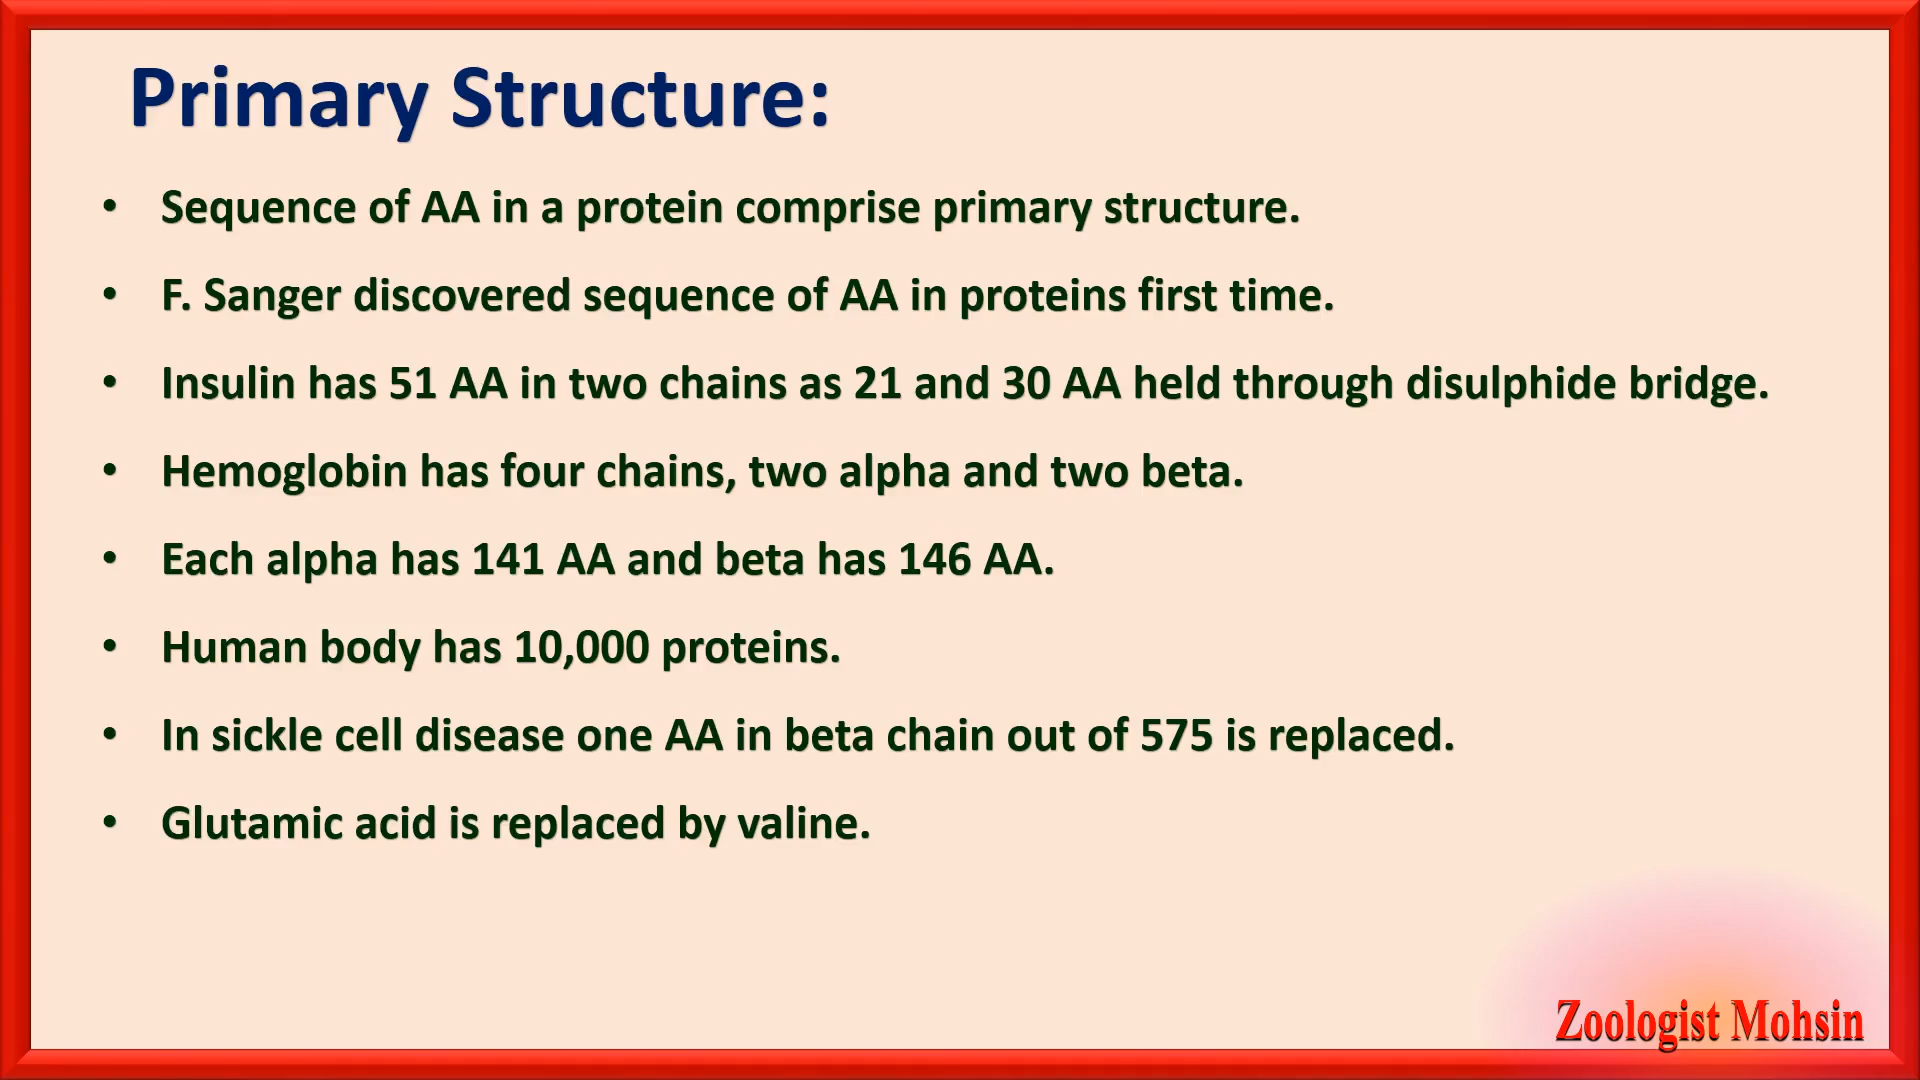 Primary Structure:
• Sequence of AA in a protein comprise primary structure.
• F. Sanger discovered sequence of AA in proteins first time.
• Insulin has 51 AA in two chains as 21 and 30 AA held through disulphide bridge.
• Hemoglobin has four chains, two alpha and two beta.
• Each alpha has 141 AA and beta has 146 AA.
• Human body has 10,000 proteins.
• In sickle cell disease one AA in beta chain out of 575 is replaced.
• Glutamic acid is replaced by valine.
Zoologist Mohsin